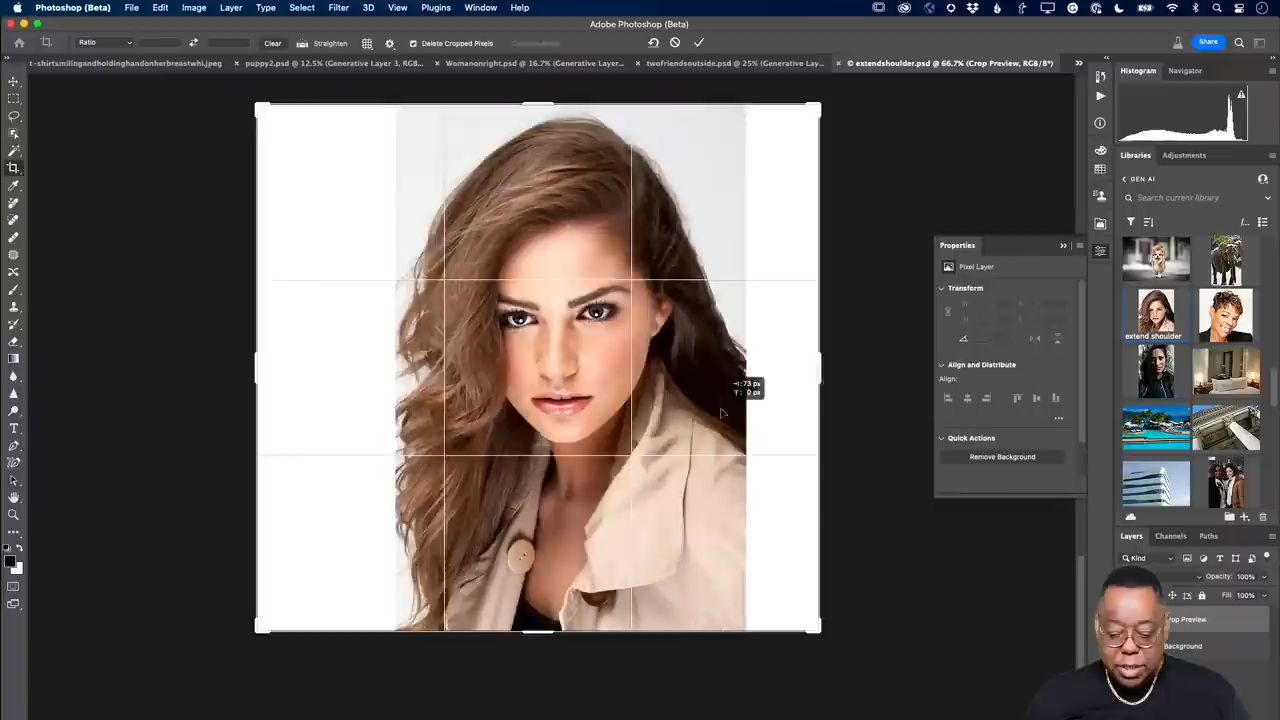 Photoshop (Beta) File Edit Image Layer Type Select Filter 3D View Plugins Window Help
Adobe Photoshop (Beta)
Ratio Clear Straighten Delete Cropped Pixels Share
t-shirtsmilingandholdinghandonherbreastwhi.jpeg × puppy2.psd @ 12.5% (Generative Layer 3, RGB... × Womanonright.psd @ 16.7% (Generative Layer... × twofriendsoutside.psd @ 25% (Generative Lay... × © extendshoulder.psd @ 66.7% (Crop Preview, RGB/8*)
Histogram Navigator
Libraries Adjustments
GEN AI
Search current library
extend shoulder
Properties
Pixel Layer
Transform
Align and Distribute
Align:
Quick Actions
Remove Background
73 px
0 px
Layers Channels Paths
Kind
Opacity: 100%
Fill: 100%
rop Preview
Background